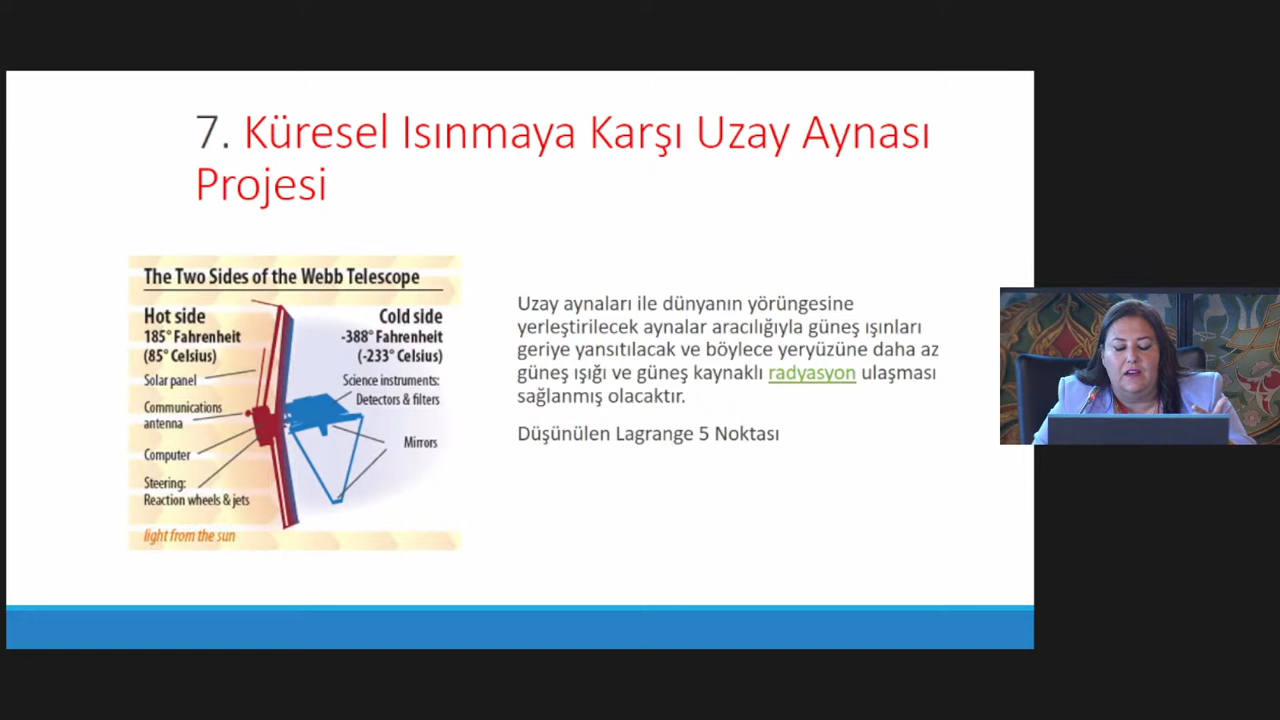 7. Küresel Isınmaya Karşı Uzay Aynası
Projesi
The Two Sides of the Webb Telescope
Hot side
185° Fahrenheit
(85° Celsius)
Solar panel
Communications
antenna
Computer
Steering:
Reaction wheels & jets
light from the sun
Cold side
-388° Fahrenheit
(-233° Celsius)
Science instruments:
Detectors & filters
Mirrors
Uzay aynaları ile dünyanın yörüngesine
yerleştirilecek aynalar aracılığıyla güneş ışınları
geriye yansıtılacak ve böylece yeryüzüne daha az
güneş ışığı ve güneş kaynaklı radyasyon ulaşması
sağlanmış olacaktır.
Düşünülen Lagrange 5 Noktası